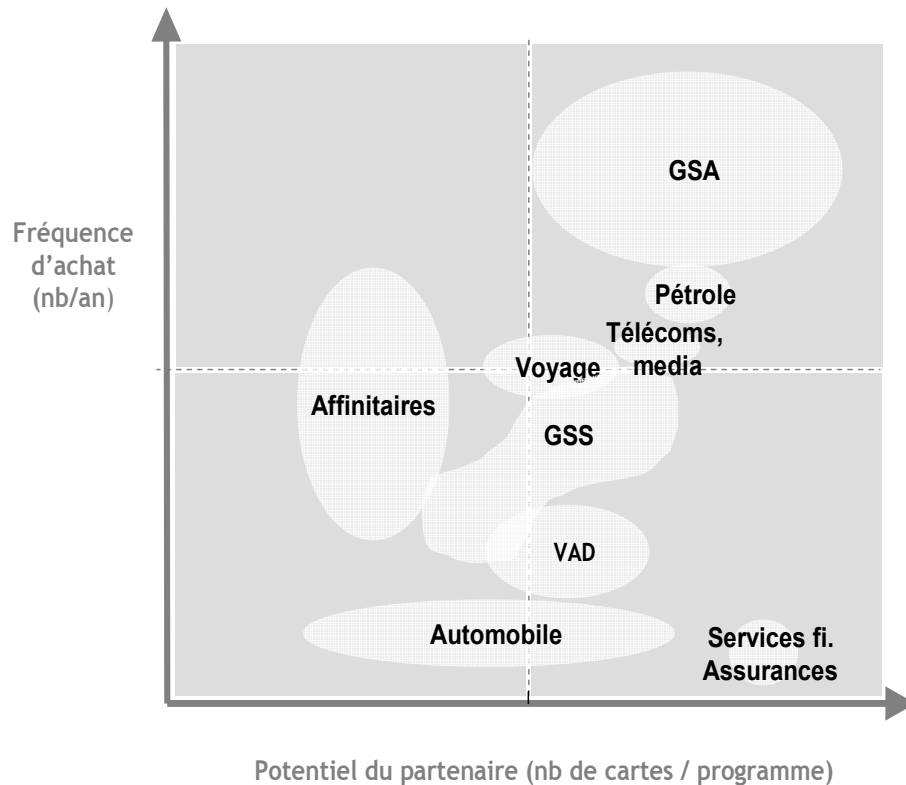 GSA
Fréquence
d’achat
(nb/an)
Pétrole
Télécoms,
media
Voyage
Affinitaires
GSS
VAD
Automobile
Services fi.
Assurances
Potentiel du partenaire (nb de cartes / programme)